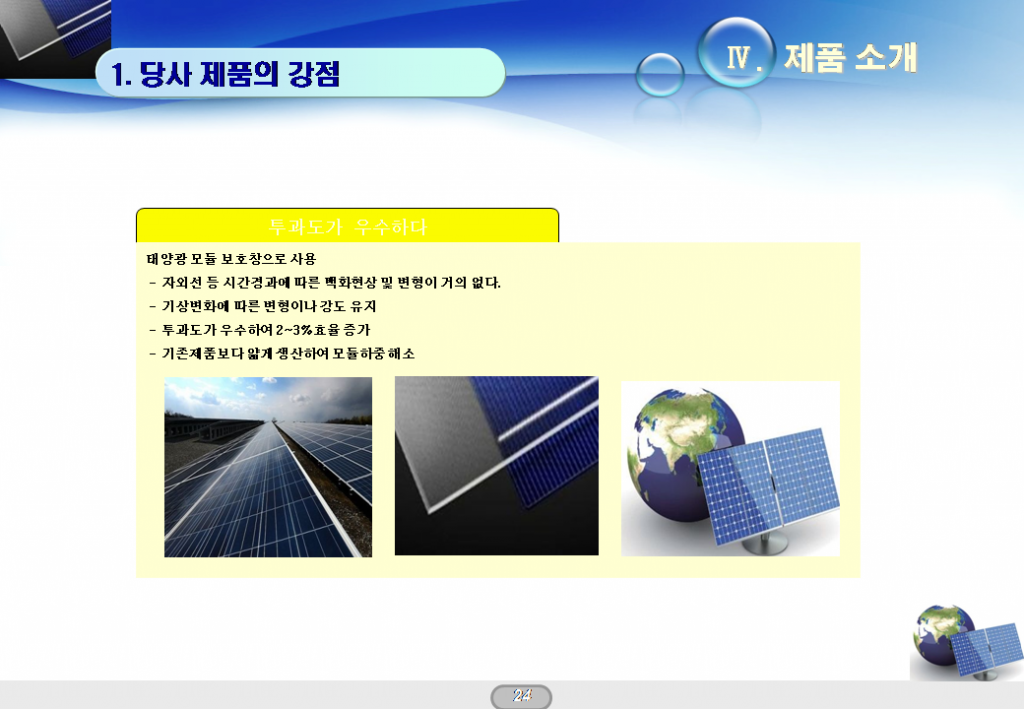 1. 당사 제품의 강점
Ⅳ. 제품 소개
투과도가 우수하다
태양광 모듈 보호창으로 사용
- 자외선 등 시간경과에 따른 백화현상 및 변형이 거의 없다.
- 기상변화에 따른 변형이나 강도 유지
- 투과도가 우수하여 2~3%효율 증가
- 기존제품보다 얇게 생산하여 모듈하중 해소
24